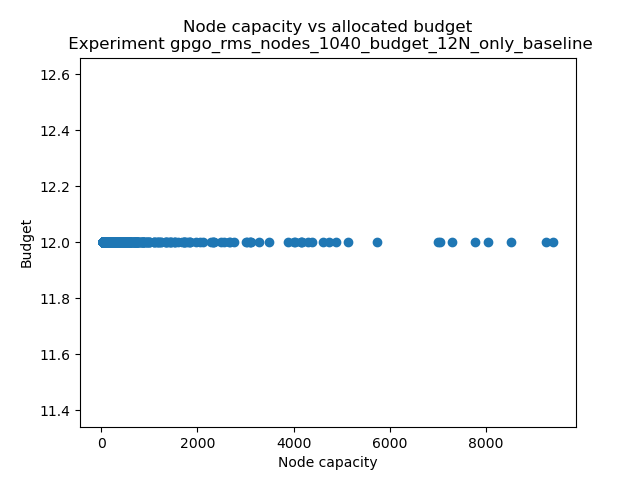 Node capacity vs allocated budget
Experiment gpgo_rms_nodes_1040_budget_12N_only_baseline
12.6
12.4
12.2
12.0
11.8
11.6
11.4
Budget
0 2000 4000 6000 8000
Node capacity